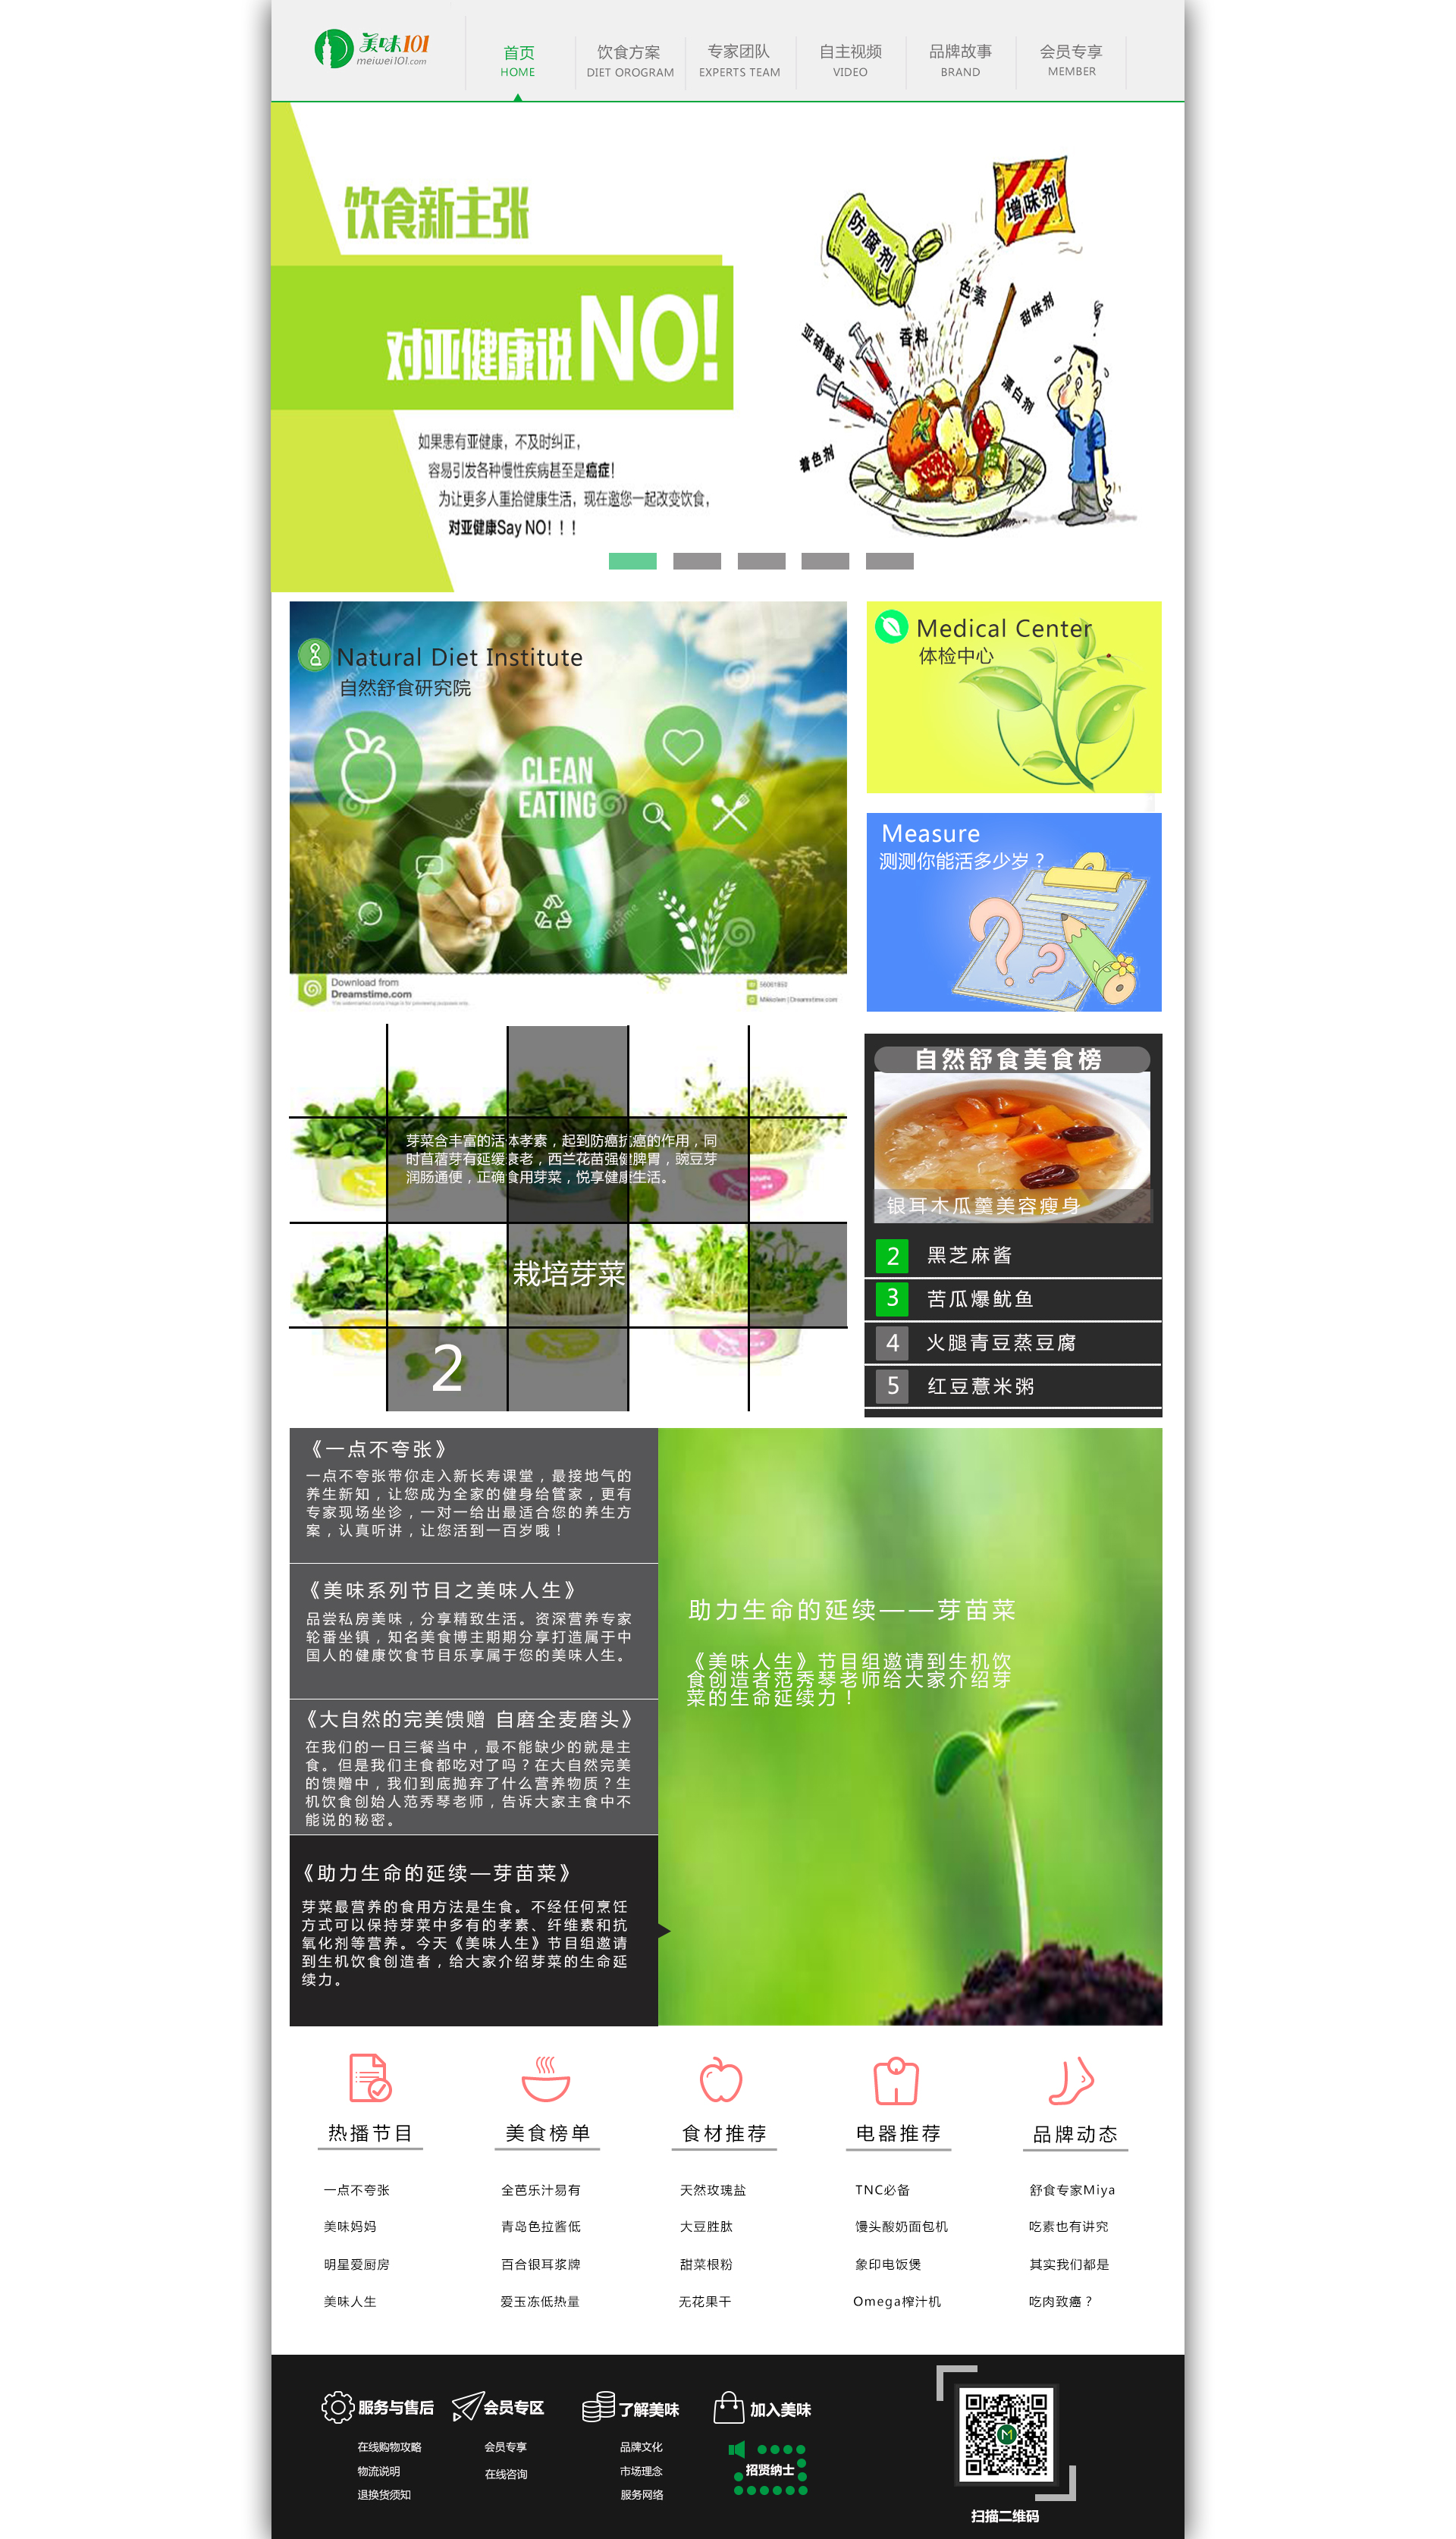 美味101
meiwei101.com
首页
HOME
饮食方案
DIET OROGRAM
专家团队
EXPERTS TEAM
自主视频
VIDEO
品牌故事
BRAND
会员专享
MEMBER
饮食新主张
对亚健康说NO!
如果患有亚健康，不及时纠正，
容易引发各种慢性疾病甚至是癌症！
为让更多人重拾健康生活，现在邀您一起改变饮食，
对亚健康Say NO！！！
防腐剂
增味剂
色素
甜味剂
香料
亚硝酸盐
漂白剂
着色剂
Natural Diet Institute
自然舒食研究院
CLEAN
EATING
Download from
Dreamstime.com
56061850
Mikkolem | Dreamstime.com
Medical Center
体检中心
Measure
测测你能活多少岁？
芽菜含丰富的活体孝素，起到防癌抗癌的作用，同
时苜蓿芽有延缓衰老，西兰花苗强健脾胃，豌豆芽
润肠通便，正确食用芽菜，悦享健康生活。
栽培芽菜
2
自然舒食美食榜
银耳木瓜羹美容瘦身
2 黑芝麻酱
3 苦瓜爆鱿鱼
4 火腿青豆蒸豆腐
5 红豆薏米粥
《一点不夸张》
一点不夸张带你走入新长寿课堂，最接地气的
养生新知，让您成为全家的健身给管家，更有
专家现场坐诊，一对一给出最适合您的养生方
案，认真听讲，让您活到一百岁哦！
《美味系列节目之美味人生》
品尝私房美味，分享精致生活。资深营养专家
轮番坐镇，知名美食博主期期分享打造属于中
国人的健康饮食节目乐享属于您的美味人生。
《大自然的完美馈赠 自磨全麦磨头》
在我们的一日三餐当中，最不能缺少的就是主
食。但是我们主食都吃对了吗？在大自然完美
的馈赠中，我们到底抛弃了什么营养物质？生
机饮食创始人范秀琴老师，告诉大家主食中不
能说的秘密。
《助力生命的延续—芽苗菜》
芽菜最营养的食用方法是生食。不经任何烹饪
方式可以保持芽菜中多有的孝素、纤维素和抗
氧化剂等营养。今天《美味人生》节目组邀请
到生机饮食创造者，给大家介绍芽菜的生命延
续力。
助力生命的延续——芽苗菜
《美味人生》节目组邀请到生机饮
食创造者范秀琴老师给大家介绍芽
菜的生命延续力！
热播节目
一点不夸张
美味妈妈
明星爱厨房
美味人生
美食榜单
全芭乐汁易有
青岛色拉酱低
百合银耳浆牌
爱玉冻低热量
食材推荐
天然玫瑰盐
大豆胜肽
甜菜根粉
无花果干
电器推荐
TNC必备
馒头酸奶面包机
象印电饭煲
Omega榨汁机
品牌动态
舒食专家Miya
吃素也有讲究
其实我们都是
吃肉致癌？
服务与售后
在线购物攻略
物流说明
退换货须知
会员专区
会员专享
在线咨询
了解美味
品牌文化
市场理念
服务网络
加入美味
招贤纳士
扫描二维码